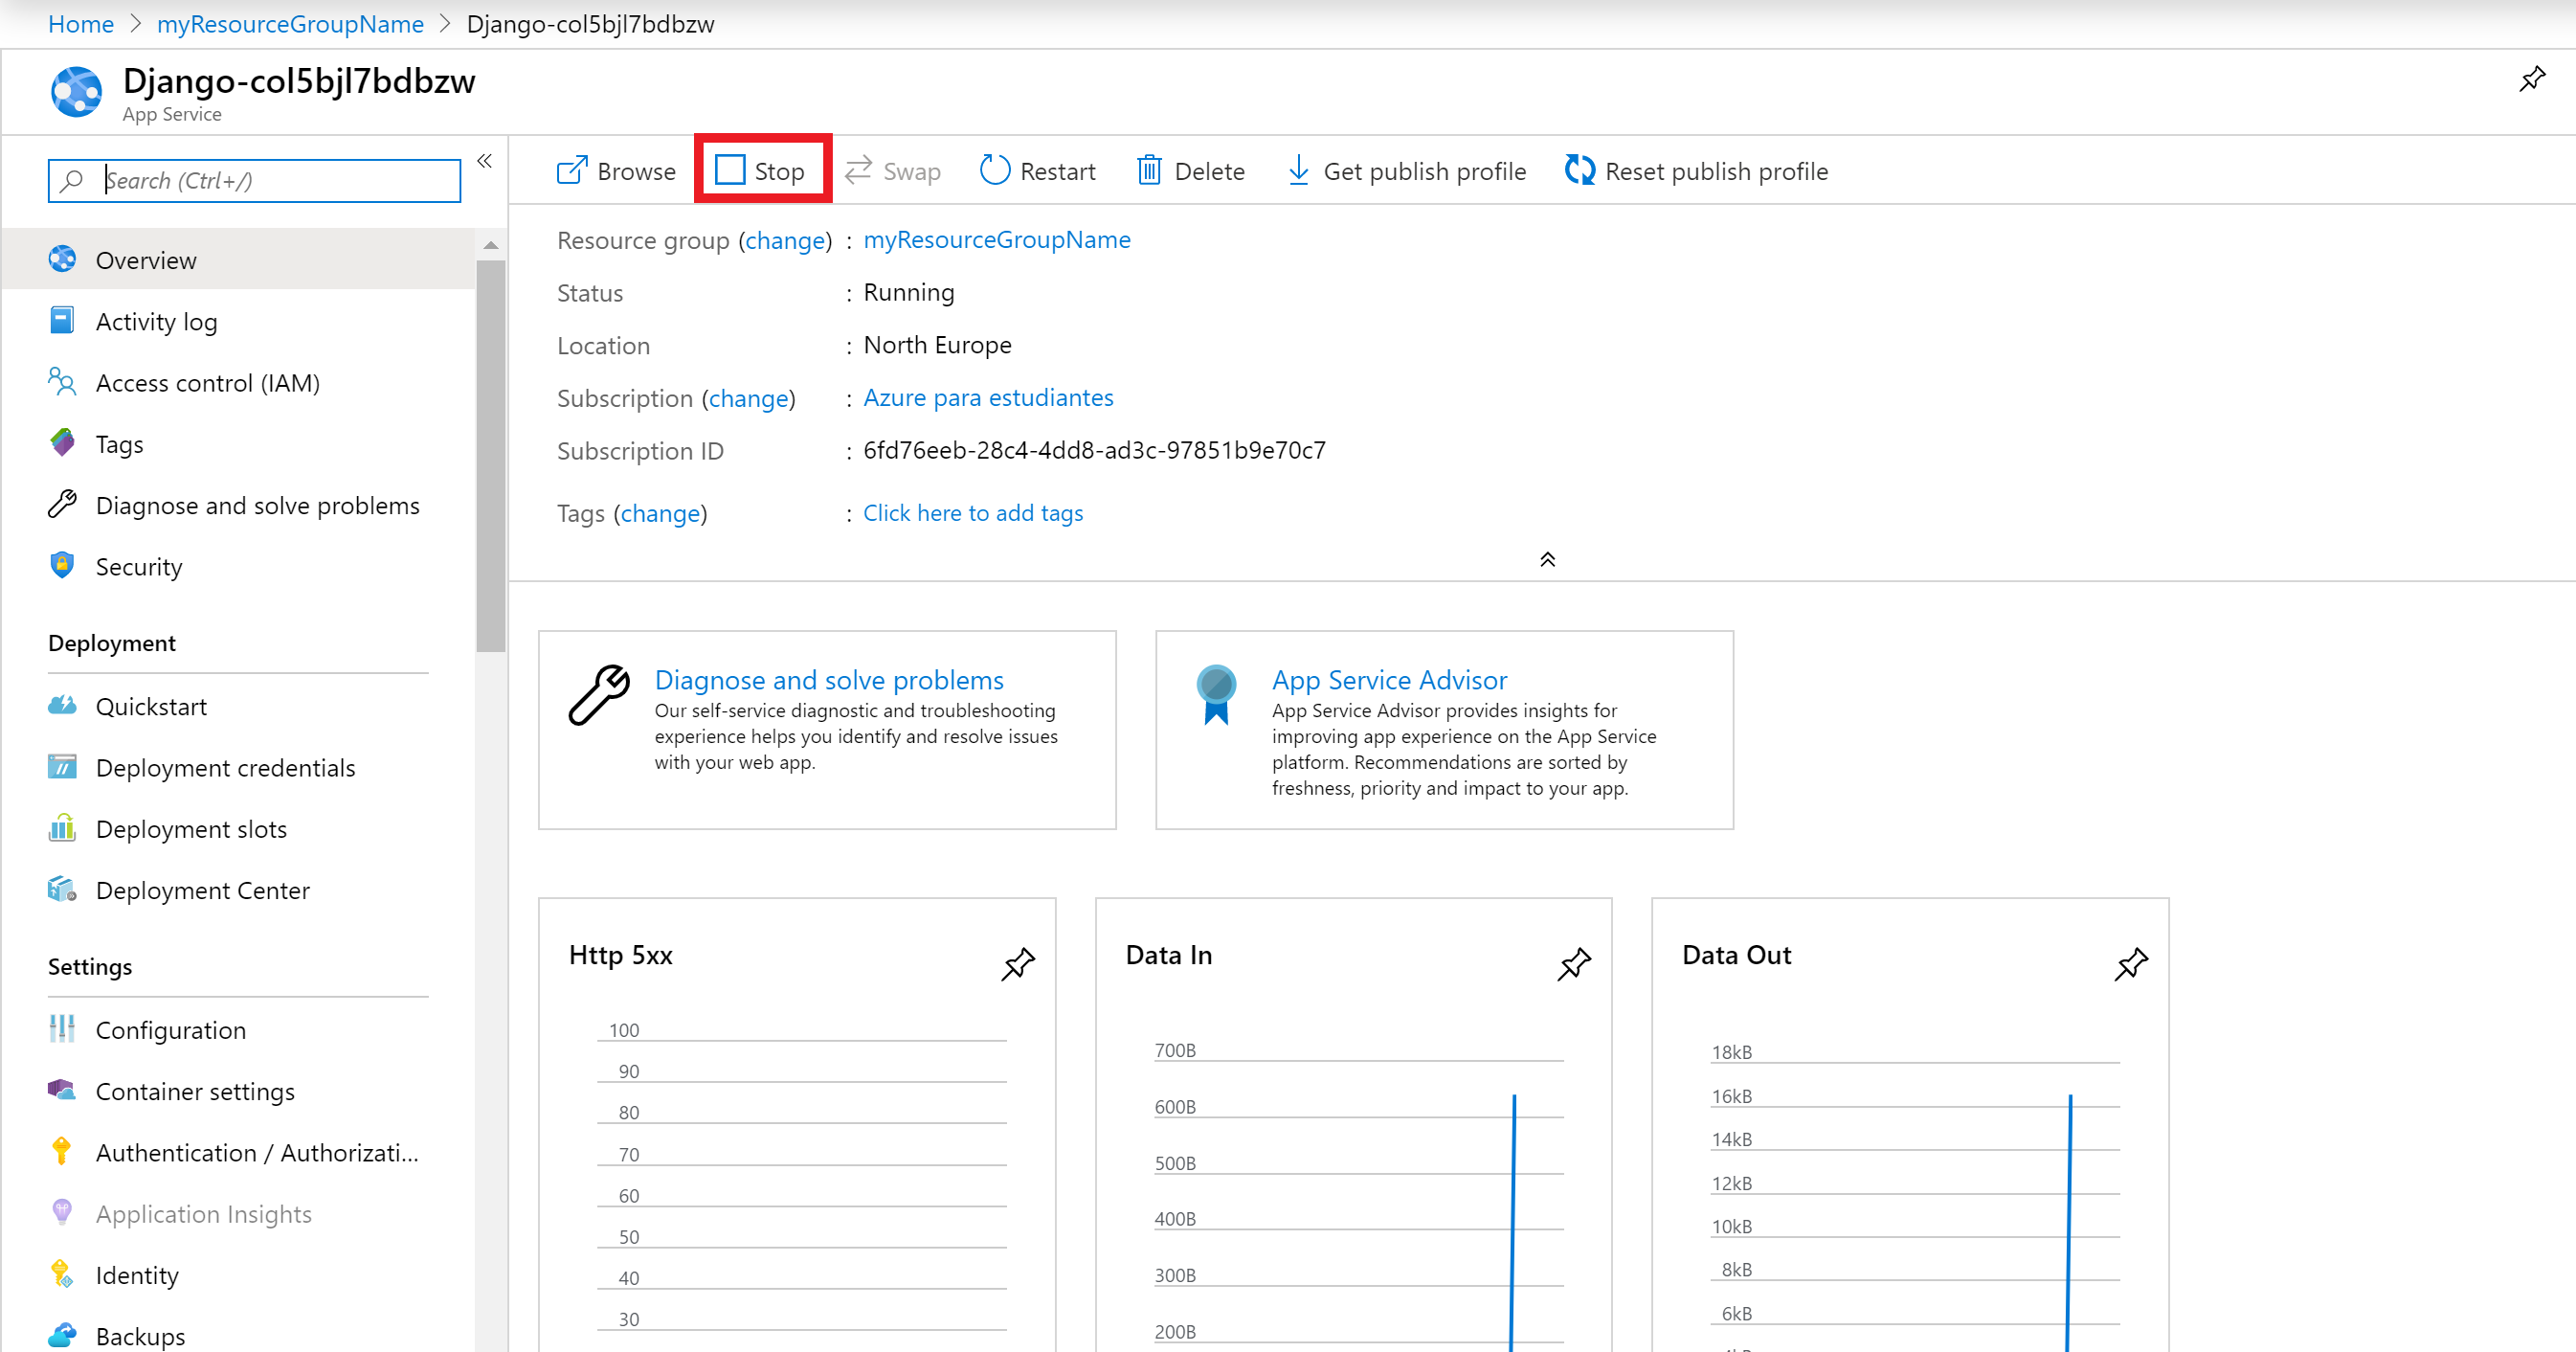 Home > myResourceGroupName > Django-col5bjl7bdbzw
Django-col5bjl7bdbzw
App Service
Search (Ctrl+/)
Overview
Activity log
Access control (IAM)
Tags
Diagnose and solve problems
Security
Deployment
Quickstart
Deployment credentials
Deployment slots
Deployment Center
Settings
Configuration
Container settings
Authentication / Authorizati...
Application Insights
Identity
Backups
Browse Stop Swap Restart Delete Get publish profile Reset publish profile
Resource group (change) : myResourceGroupName
Status : Running
Location : North Europe
Subscription (change) : Azure para estudiantes
Subscription ID : 6fd76eeb-28c4-4dd8-ad3c-97851b9e70c7
Tags (change) : Click here to add tags
Diagnose and solve problems
Our self-service diagnostic and troubleshooting
experience helps you identify and resolve issues
with your web app.
App Service Advisor
App Service Advisor provides insights for
improving app experience on the App Service
platform. Recommendations are sorted by
freshness, priority and impact to your app.
Http 5xx
100
90
80
70
60
50
40
30
Data In
700B
600B
500B
400B
300B
200B
Data Out
18kB
16kB
14kB
12kB
10kB
8kB
6kB